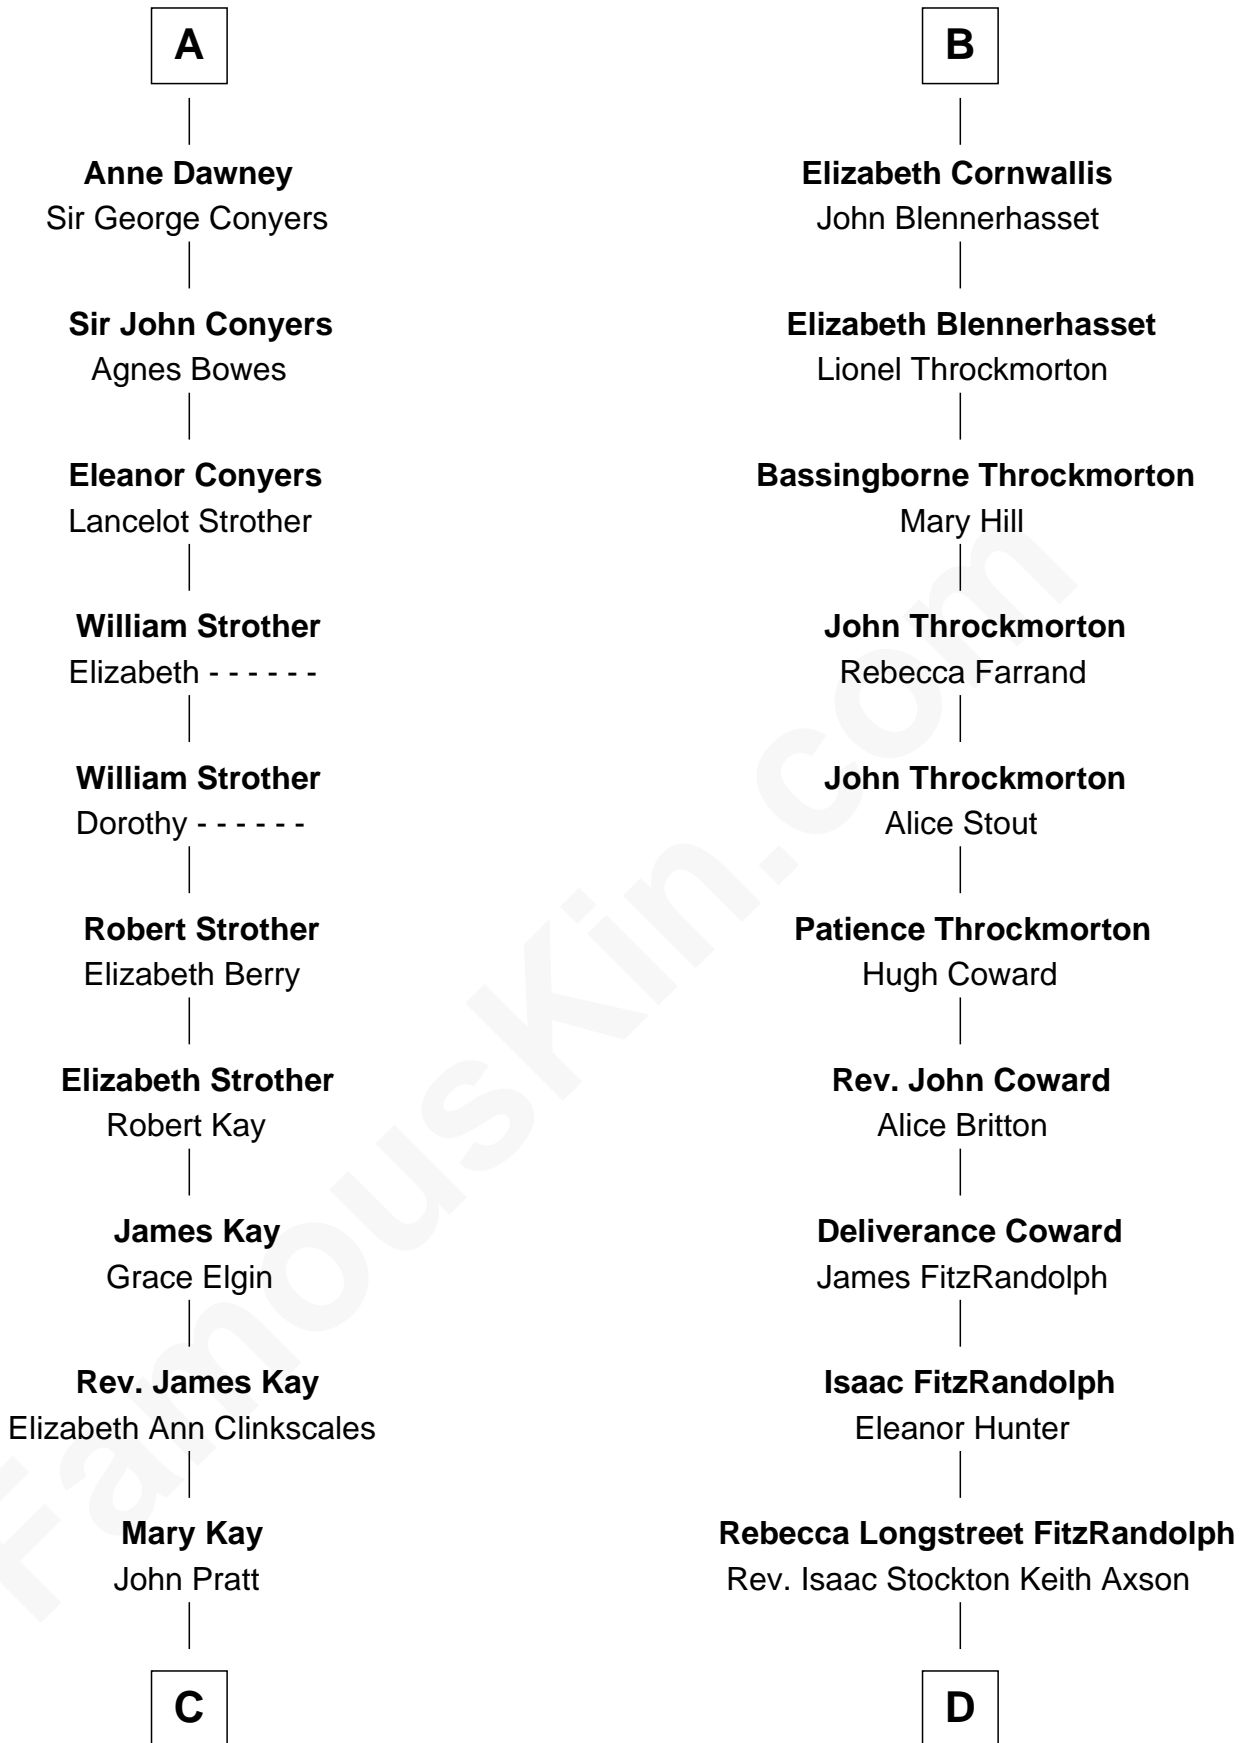 A
Anne Dawney
Sir George Conyers
Sir John Conyers
Agnes Bowes
Eleanor Conyers
Lancelot Strother
William Strother
Elizabeth - - - - - -
William Strother
Dorothy - - - - - -
Robert Strother
Elizabeth Berry
Elizabeth Strother
Robert Kay
James Kay
Grace Elgin
Rev. James Kay
Elizabeth Ann Clinkscales
Mary Kay
John Pratt
C
B
Elizabeth Cornwallis
John Blennerhasset
Elizabeth Blennerhasset
Lionel Throckmorton
Bassingborne Throckmorton
Mary Hill
John Throckmorton
Rebecca Farrand
John Throckmorton
Alice Stout
Patience Throckmorton
Hugh Coward
Rev. John Coward
Alice Britton
Deliverance Coward
James FitzRandolph
Isaac FitzRandolph
Eleanor Hunter
Rebecca Longstreet FitzRandolph
Rev. Isaac Stockton Keith Axson
D
FamousKin.com